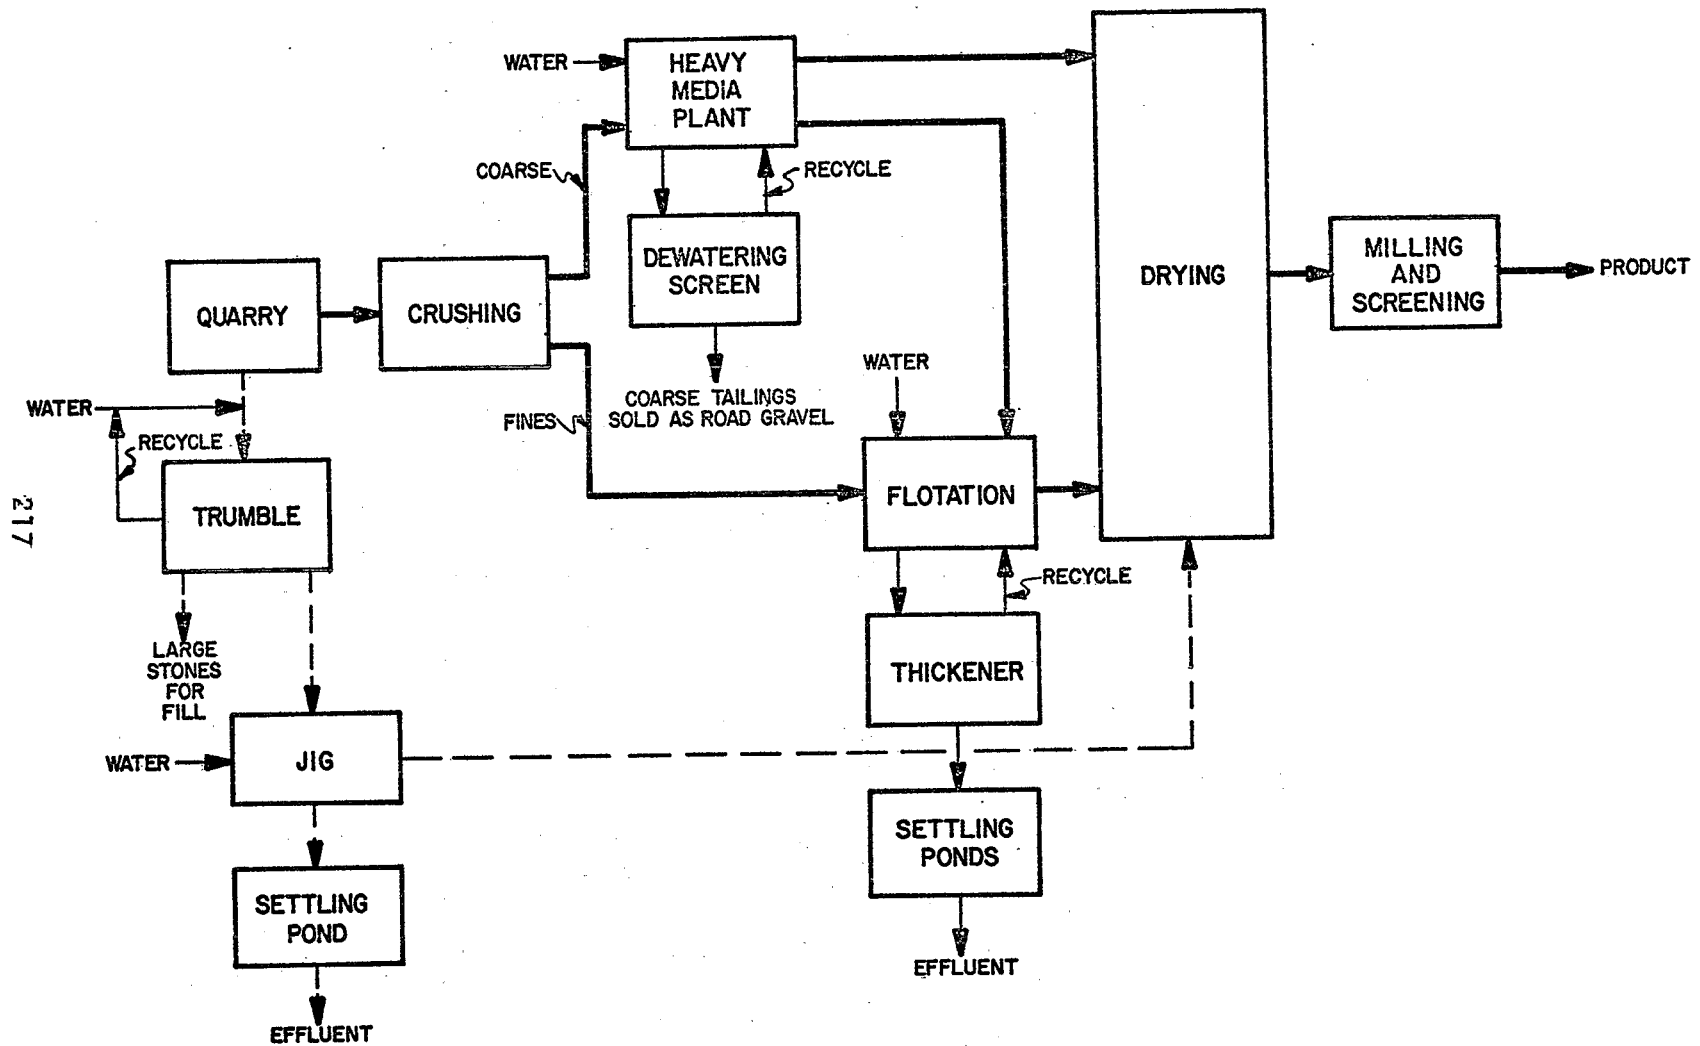 WATER
HEAVY
MEDIA
PLANT
COARSE
RECYCLE
DEWATERING
SCREEN
COARSE TAILINGS
SOLD AS ROAD GRAVEL
QUARRY
CRUSHING
FINES
WATER
DRYING
MILLING
AND
SCREENING
PRODUCT
WATER
RECYCLE
TRUMBLE
LARGE
STONES
FOR
FILL
FLOTATION
RECYCLE
THICKENER
WATER
JIG
SETTLING
POND
EFFLUENT
SETTLING
PONDS
EFFLUENT
217